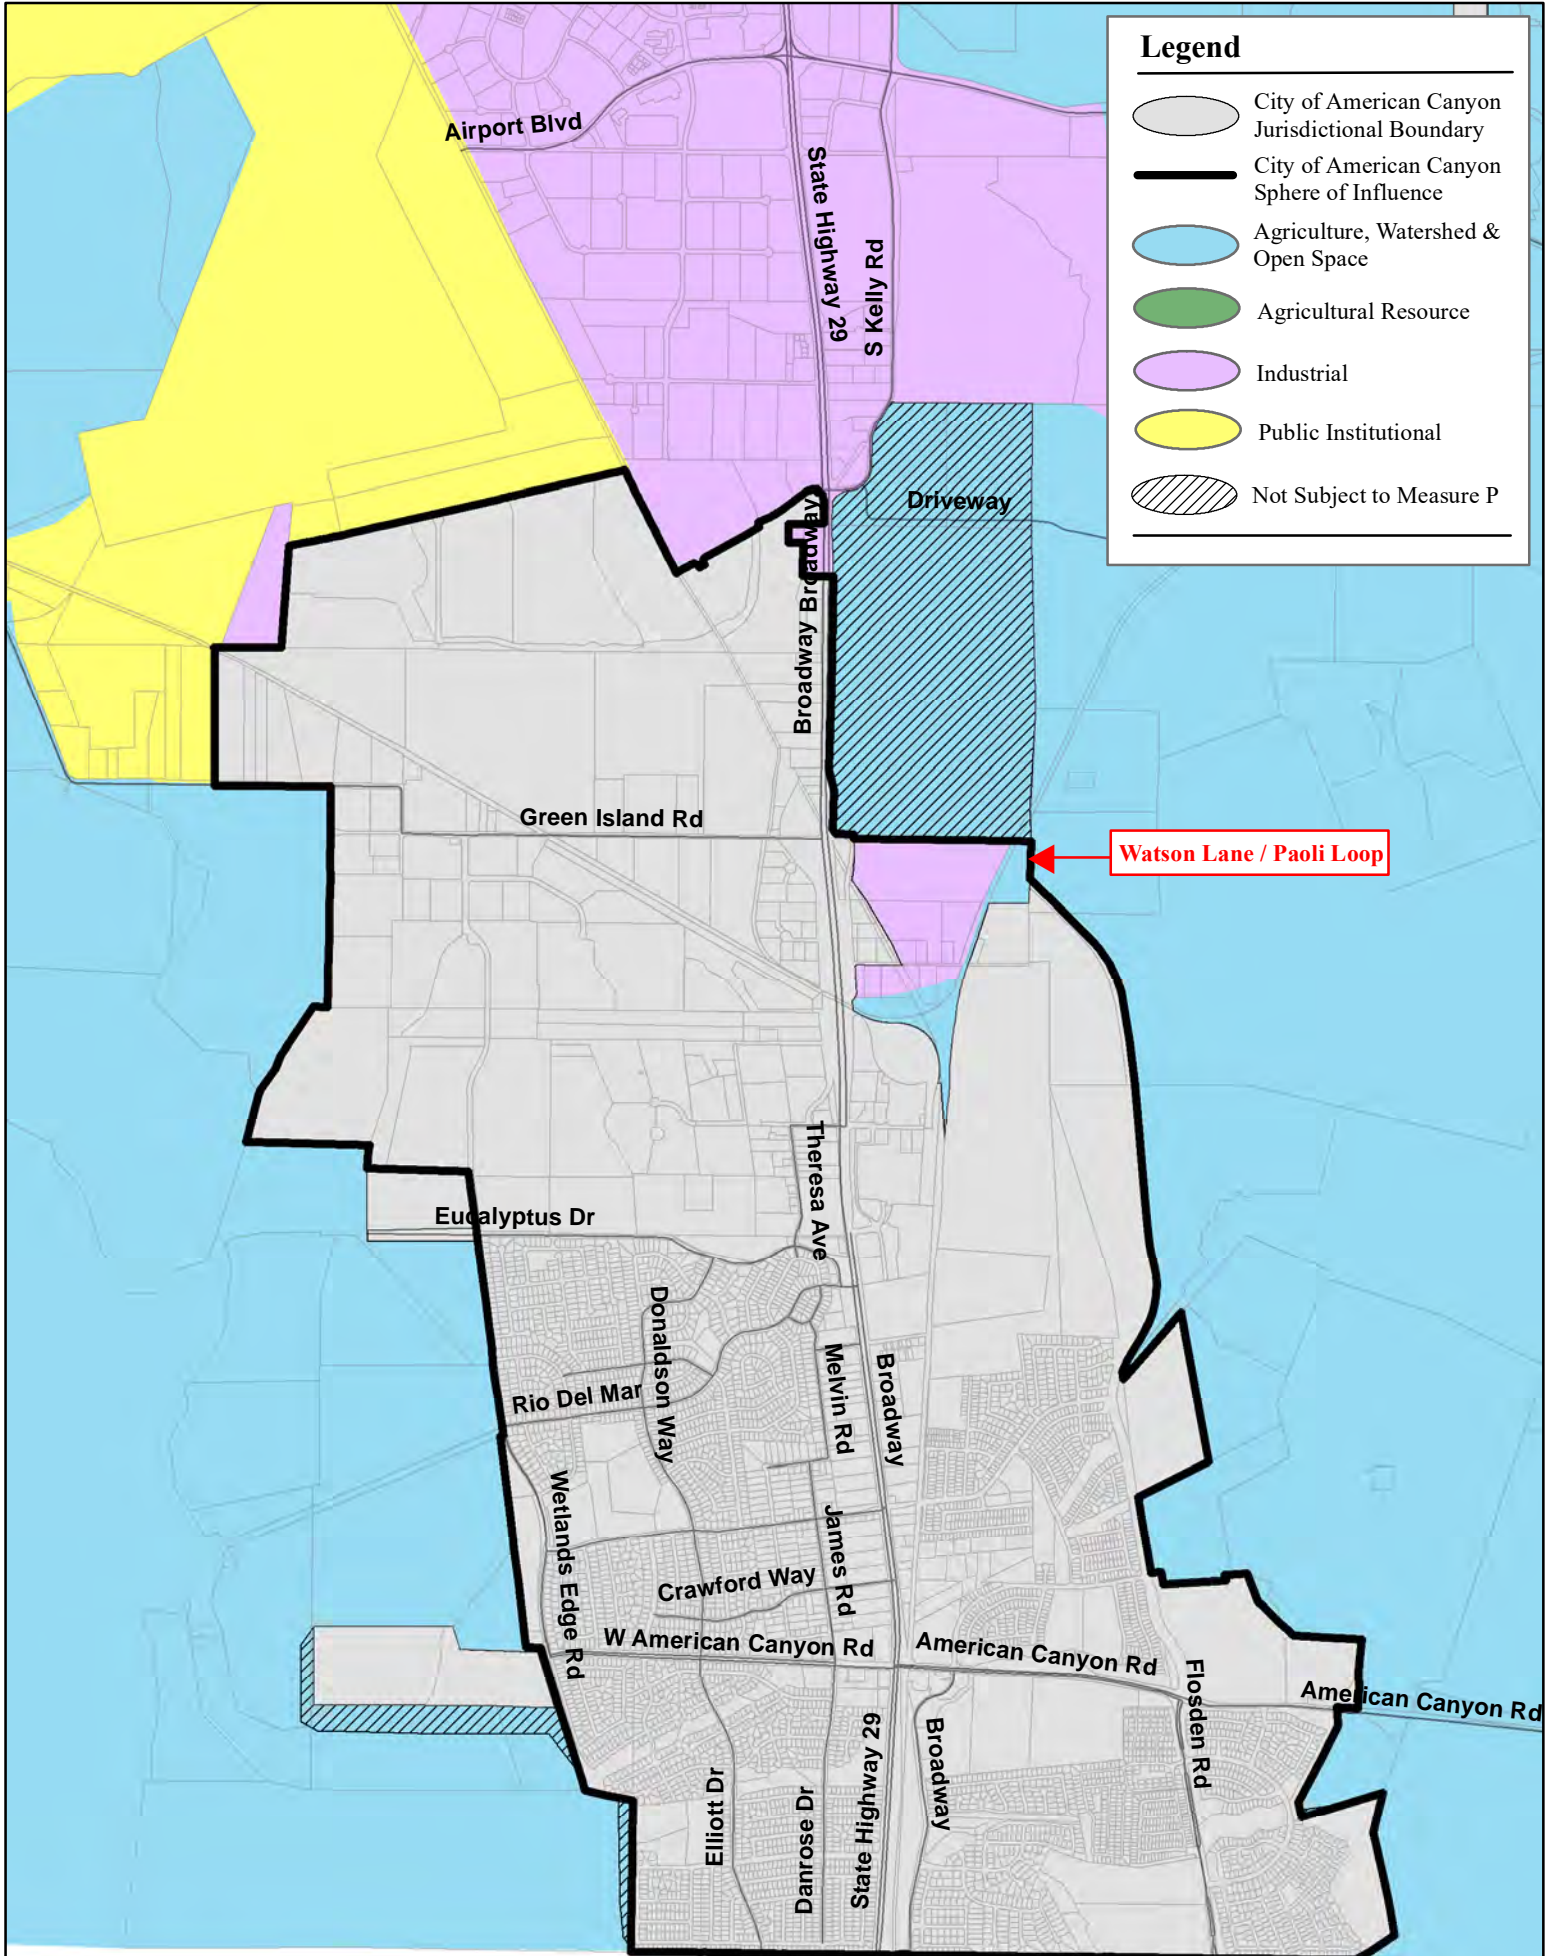 Legend
City of American Canyon
Jurisdictional Boundary
City of American Canyon
Sphere of Influence
Agriculture, Watershed &
Open Space
Agricultural Resource
Industrial
Public Institutional
Not Subject to Measure P
Airport Blvd
State Highway 29
S Kelly Rd
Driveway
Broadway
Broadway
Green Island Rd
Watson Lane / Paoli Loop
Theresa Ave
Eucalyptus Dr
Donaldson Way
Melvin Rd
Broadway
Rio Del Mar
Wetlands Edge Rd
James Rd
Crawford Way
W American Canyon Rd
American Canyon Rd
Flosden Rd
American Canyon Rd
Elliott Dr
Danrose Dr
State Highway 29
Broadway